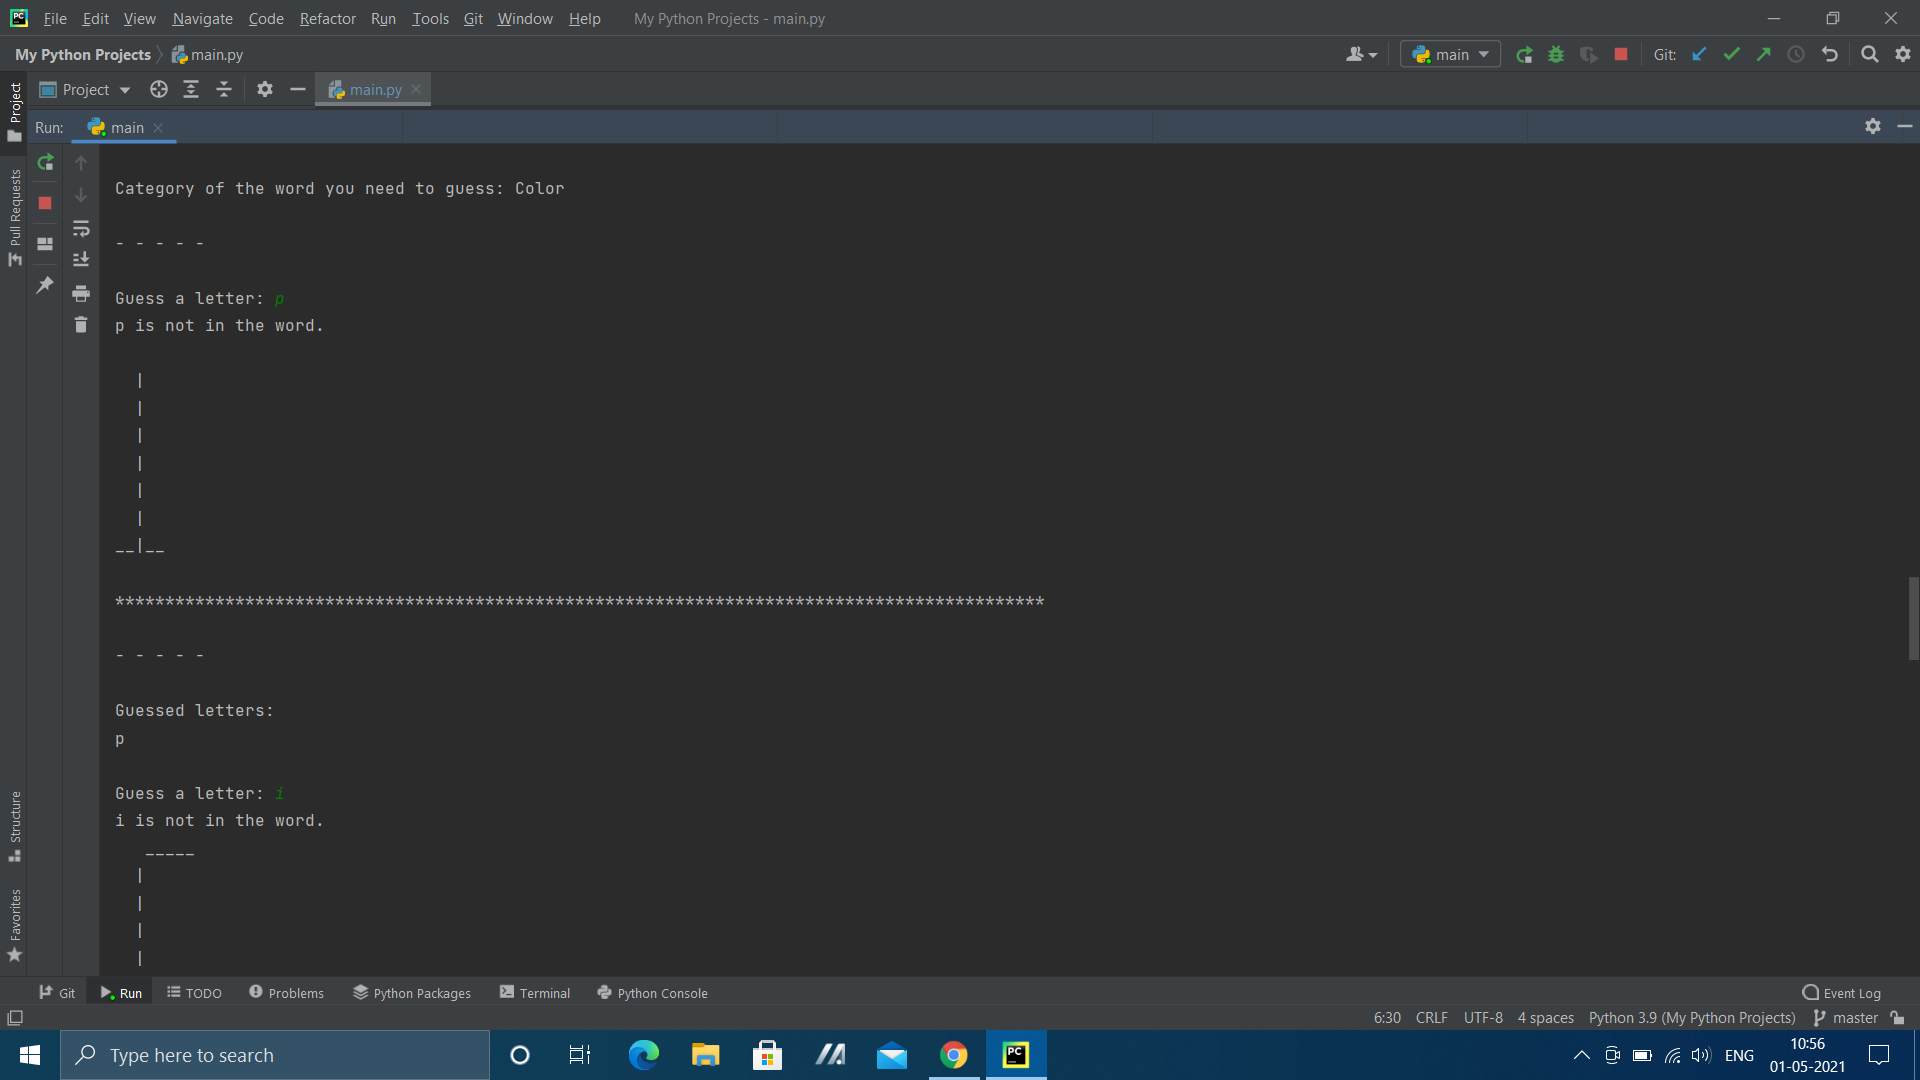 File Edit View Navigate Code Refactor Run Tools Git Window Help My Python Projects - main.py
My Python Projects main.py main Git:
Project main.py
Run: main
Project
Pull Requests
Structure
Favorites
Category of the word you need to guess: Color
- - - - -
Guess a letter: p
p is not in the word.
|
|
|
|
|
|
__|__
*********************************************************************************************
- - - - -
Guessed letters:
p
Guess a letter: i
i is not in the word.
_____
|
|
|
|
Git Run TODO Problems Python Packages Terminal Python Console Event Log
6:30 CRLF UTF-8 4 spaces Python 3.9 (My Python Projects) master
Type here to search
PC
ENG
10:56
01-05-2021